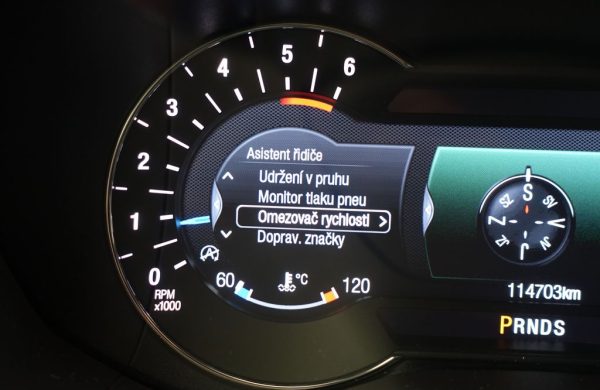 6
5
4
3
2
1
0
RPM
x1000
Asistent řidiče
Udržení v pruhu
Monitor tlaku pneu
Omezovač rychlosti
Doprav. značky
60 °C 120
S
SZ SV
Z V
JZ JV
J
114703km
PRNDS